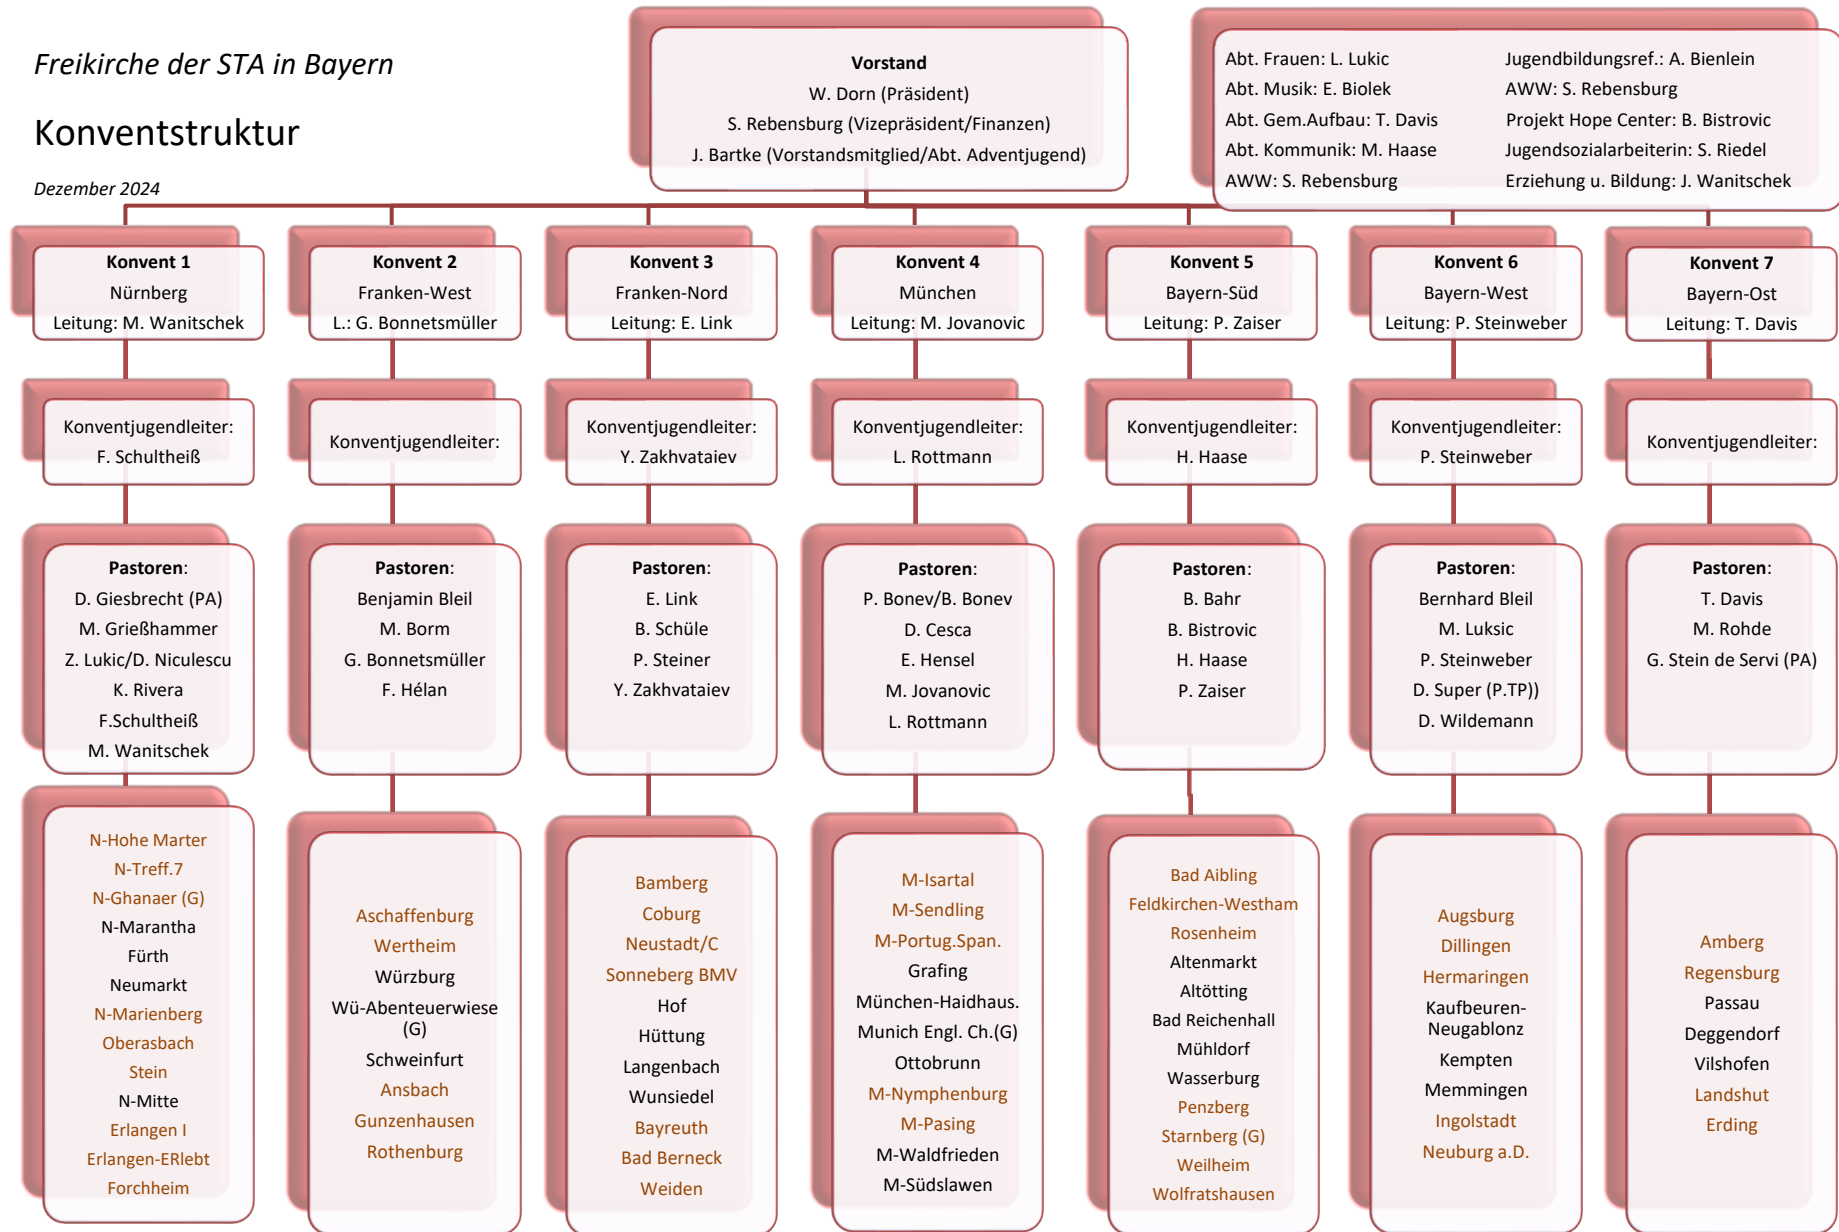 Freikirche der STA in Bayern
Konventstruktur
Dezember 2024
Vorstand
W. Dorn (Präsident)
S. Rebensburg (Vizepräsident/Finanzen)
J. Bartke (Vorstandsmitglied/Abt. Adventjugend)
Abt. Frauen: L. Lukic
Abt. Musik: E. Biolek
Abt. Gem.Aufbau: T. Davis
Abt. Kommunik: M. Haase
AWW: S. Rebensburg
Jugendbildungsref.: A. Bienlein
AWW: S. Rebensburg
Projekt Hope Center: B. Bistrovic
Jugendsozialarbeiterin: S. Riedel
Erziehung u. Bildung: J. Wanitschek
Konvent 1
Nürnberg
Leitung: M. Wanitschek
Konventjugendleiter:
F. Schultheiß
Pastoren:
D. Giesbrecht (PA)
M. Grießhammer
Z. Lukic/D. Niculescu
K. Rivera
F.Schultheiß
M. Wanitschek
N-Hohe Marter
N-Treff.7
N-Ghanaer (G)
N-Marantha
Fürth
Neumarkt
N-Marienberg
Oberasbach
Stein
N-Mitte
Erlangen I
Erlangen-ERlebt
Forchheim
Konvent 2
Franken-West
L.: G. Bonnetsmüller
Konventjugendleiter:
Pastoren:
Benjamin Bleil
M. Borm
G. Bonnetsmüller
F. Hélan
Aschaffenburg
Wertheim
Würzburg
Wü-Abenteuerwiese
(G)
Schweinfurt
Ansbach
Gunzenhausen
Rothenburg
Konvent 3
Franken-Nord
Leitung: E. Link
Konventjugendleiter:
Y. Zakhvataiev
Pastoren:
E. Link
B. Schüle
P. Steiner
Y. Zakhvataiev
Bamberg
Coburg
Neustadt/C
Sonneberg BMV
Hof
Hüttung
Langenbach
Wunsiedel
Bayreuth
Bad Berneck
Weiden
Konvent 4
München
Leitung: M. Jovanovic
Konventjugendleiter:
L. Rottmann
Pastoren:
P. Bonev/B. Bonev
D. Cesca
E. Hensel
M. Jovanovic
L. Rottmann
M-Isartal
M-Sendling
M-Portug.Span.
Grafing
München-Haidhaus.
Munich Engl. Ch.(G)
Ottobrunn
M-Nymphenburg
M-Pasing
M-Waldfrieden
M-Südslawen
Konvent 5
Bayern-Süd
Leitung: P. Zaiser
Konventjugendleiter:
H. Haase
Pastoren:
B. Bahr
B. Bistrovic
H. Haase
P. Zaiser
Bad Aibling
Feldkirchen-Westham
Rosenheim
Altenmarkt
Altötting
Bad Reichenhall
Mühldorf
Wasserburg
Penzberg
Starnberg (G)
Weilheim
Wolfratshausen
Konvent 6
Bayern-West
Leitung: P. Steinweber
Konventjugendleiter:
P. Steinweber
Pastoren:
Bernhard Bleil
M. Luksic
P. Steinweber
D. Super (P.TP))
D. Wildemann
Augsburg
Dillingen
Hermaringen
Kaufbeuren-
Neugablonz
Kempten
Memmingen
Ingolstadt
Neuburg a.D.
Konvent 7
Bayern-Ost
Leitung: T. Davis
Konventjugendleiter:
Pastoren:
T. Davis
M. Rohde
G. Stein de Servi (PA)
Amberg
Regensburg
Passau
Deggendorf
Vilshofen
Landshut
Erding